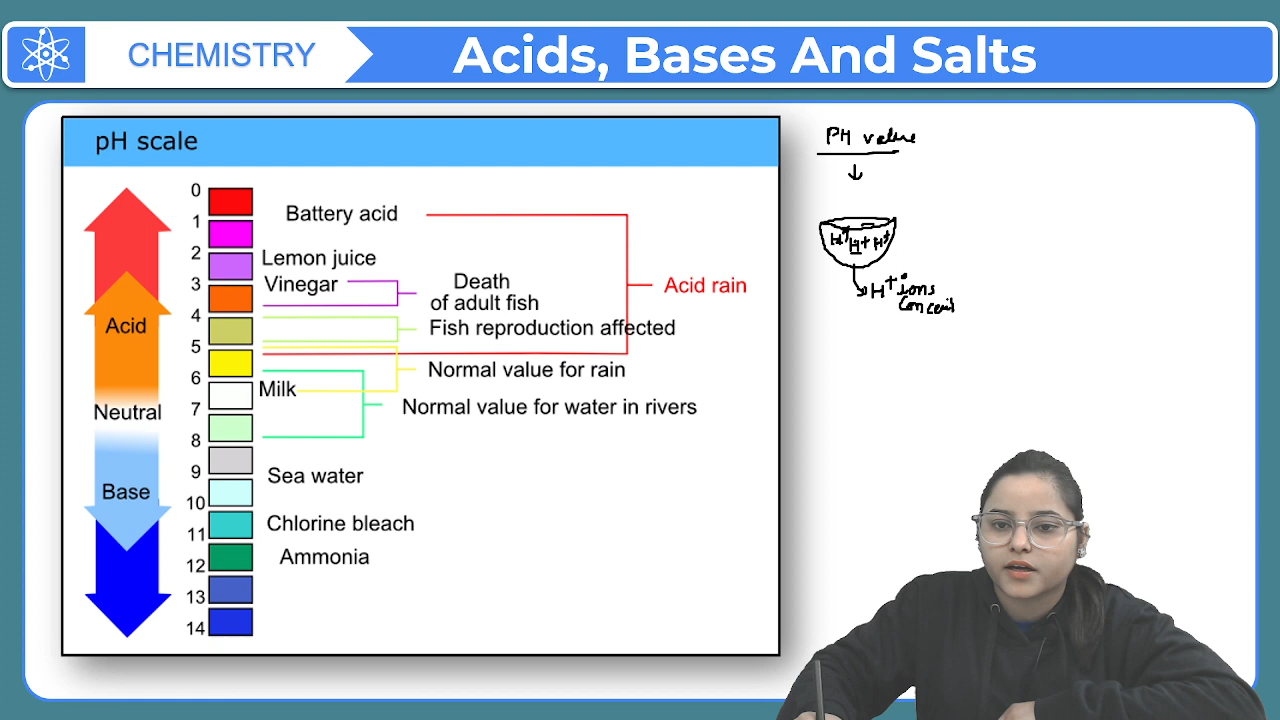 CHEMISTRY
Acids, Bases And Salts
pH scale
0
1
2
3
4
5
6
7
8
9
10
11
12
13
14
Acid
Neutral
Base
Battery acid
Lemon juice
Vinegar
Death
of adult fish
Acid rain
Fish reproduction affected
Normal value for rain
Milk
Normal value for water in rivers
Sea water
Chlorine bleach
Ammonia
PH value
H+ H+ H+
H+ ions